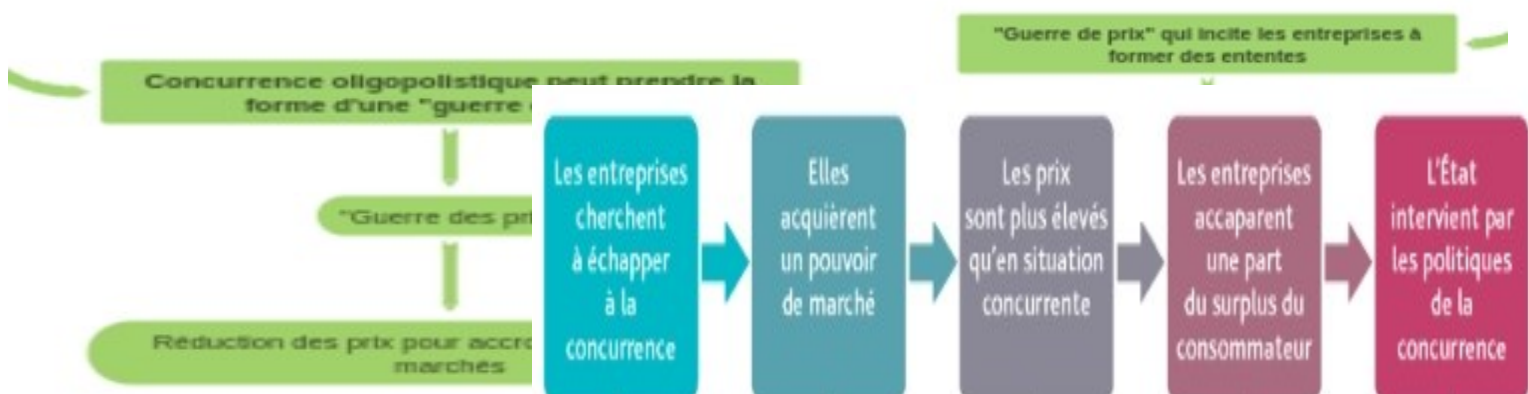 "Guerre de prix" qui incite les entreprises à
former des ententes
Concurrence oligopolistique peut prendre la
forme d'une "guerre
"Guerre des
Réduction des prix pour
marchés
Les entreprises
cherchent
à échapper
à la
concurrence
Elles
acquièrent
un pouvoir
de marché
Les prix
sont plus élevés
qu'en situation
concurrente
Les entreprises
accaparent
une part
du surplus du
consommateur
L'État
intervient par
les politiques
de la
concurrence